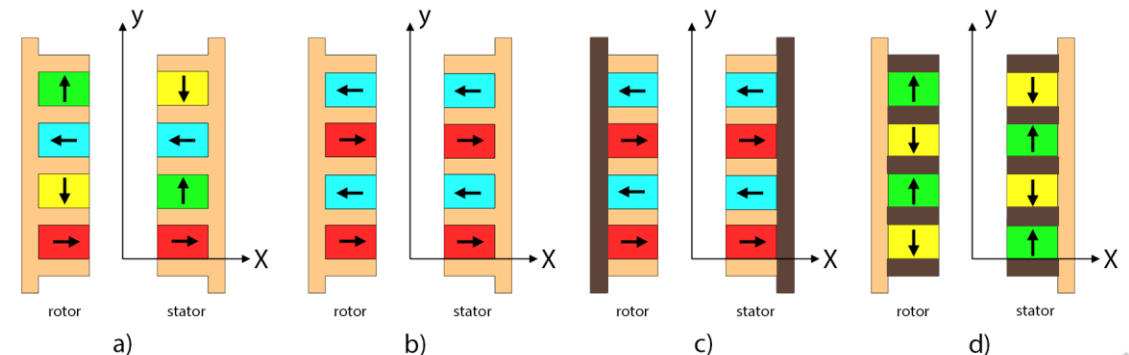 y y y y
X X X X
rotor stator rotor stator rotor stator rotor stator
a) b) c) d)